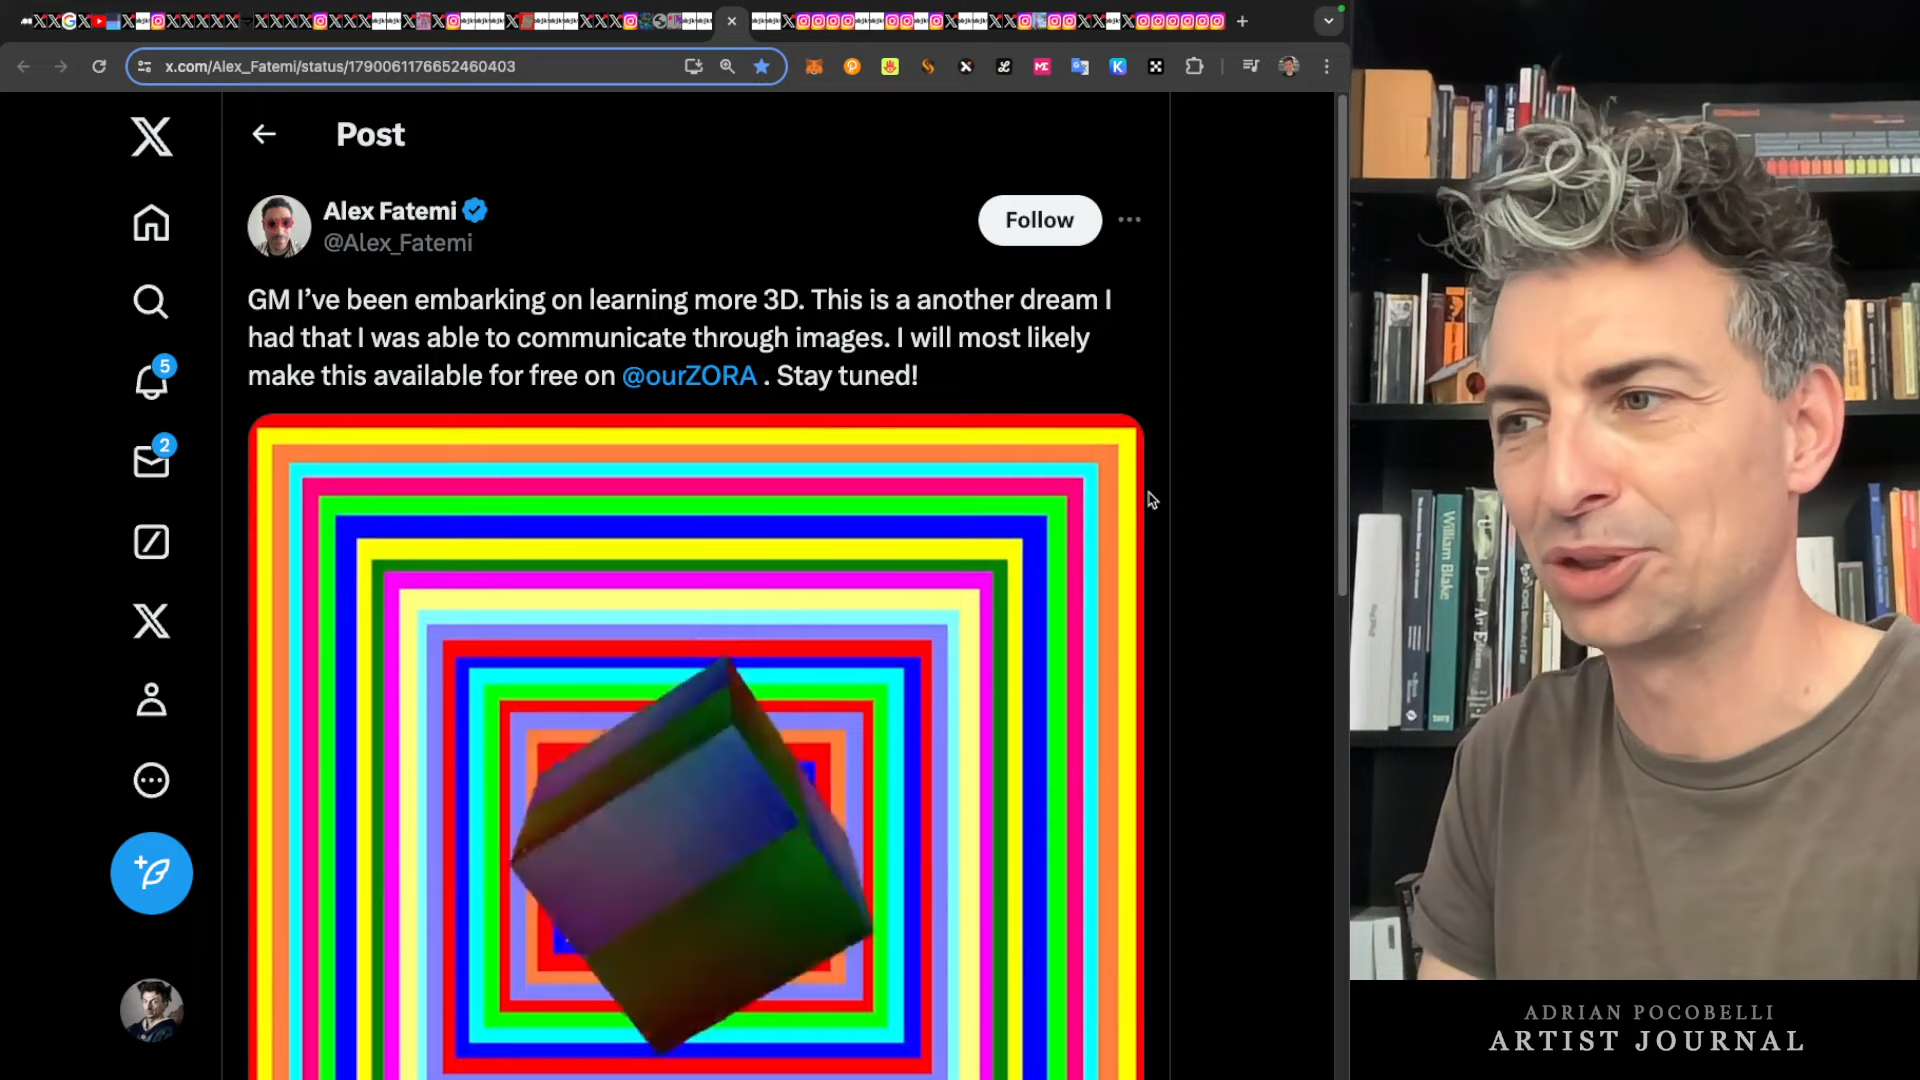 x.com/Alex_Fatemi/status/1790061176652460403
Post
Alex Fatemi
@Alex_Fatemi
Follow
GM I’ve been embarking on learning more 3D. This is a another dream I
had that I was able to communicate through images. I will most likely
make this available for free on @ourZORA . Stay tuned!
5
2
William Blake
ADRIAN POCOBELLI
ARTIST JOURNAL